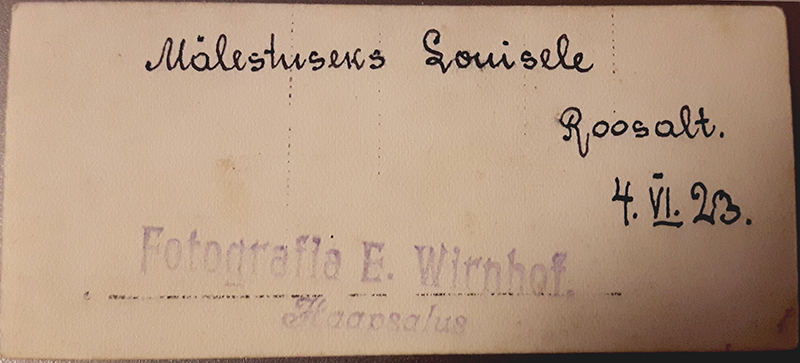 Mälestuseks Louisele
Roosalt.
4. VI. 23.
Fotografia E. Wirnhof.
Haapsalus